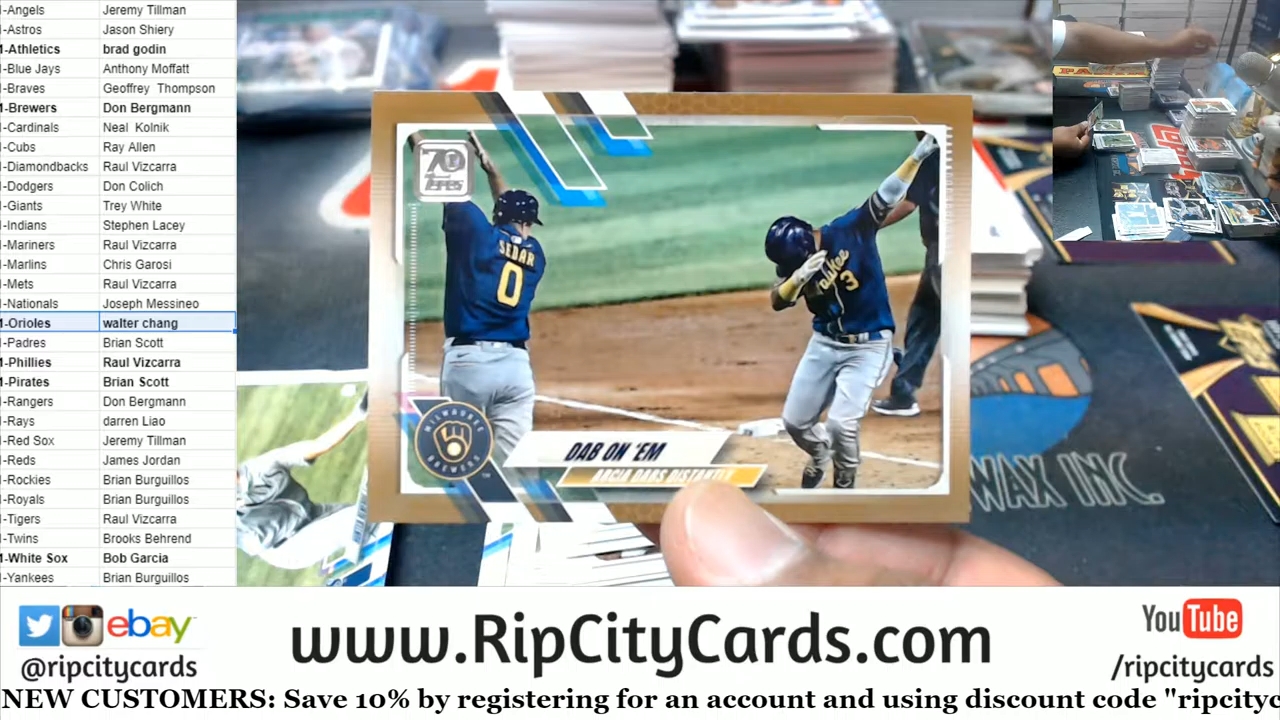 -Angels Jeremy Tillman
-Astros Jason Shiery
-Athletics brad godin
-Blue Jays Anthony Moffatt
-Braves Geoffrey Thompson
-Brewers Don Bergmann
-Cardinals Neal Kolnik
-Cubs Ray Allen
-Diamondbacks Raul Vizcarra
-Dodgers Don Colich
-Giants Trey White
-Indians Stephen Lacey
-Mariners Raul Vizcarra
-Marlins Chris Garosi
-Mets Raul Vizcarra
-Nationals Joseph Messineo
-Orioles walter chang
-Padres Brian Scott
-Phillies Raul Vizcarra
-Pirates Brian Scott
-Rangers Don Bergmann
-Rays darren Liao
-Red Sox Jeremy Tillman
-Reds James Jordan
-Rockies Brian Burguillos
-Royals Brian Burguillos
-Tigers Raul Vizcarra
-Twins Brooks Behrend
-White Sox Bob Garcia
-Yankees Brian Burguillos
70
TOPPS
SEDAR
0
3
MILWAUKEE
BREWERS
TM
DAB ON 'EM
ARCIA DABS DISTANTLY
WAX INC.
ebay
@ripcitycards
www.RipCityCards.com
YouTube
/ripcitycards
NEW CUSTOMERS: Save 10% by registering for an account and using discount code "ripcityc